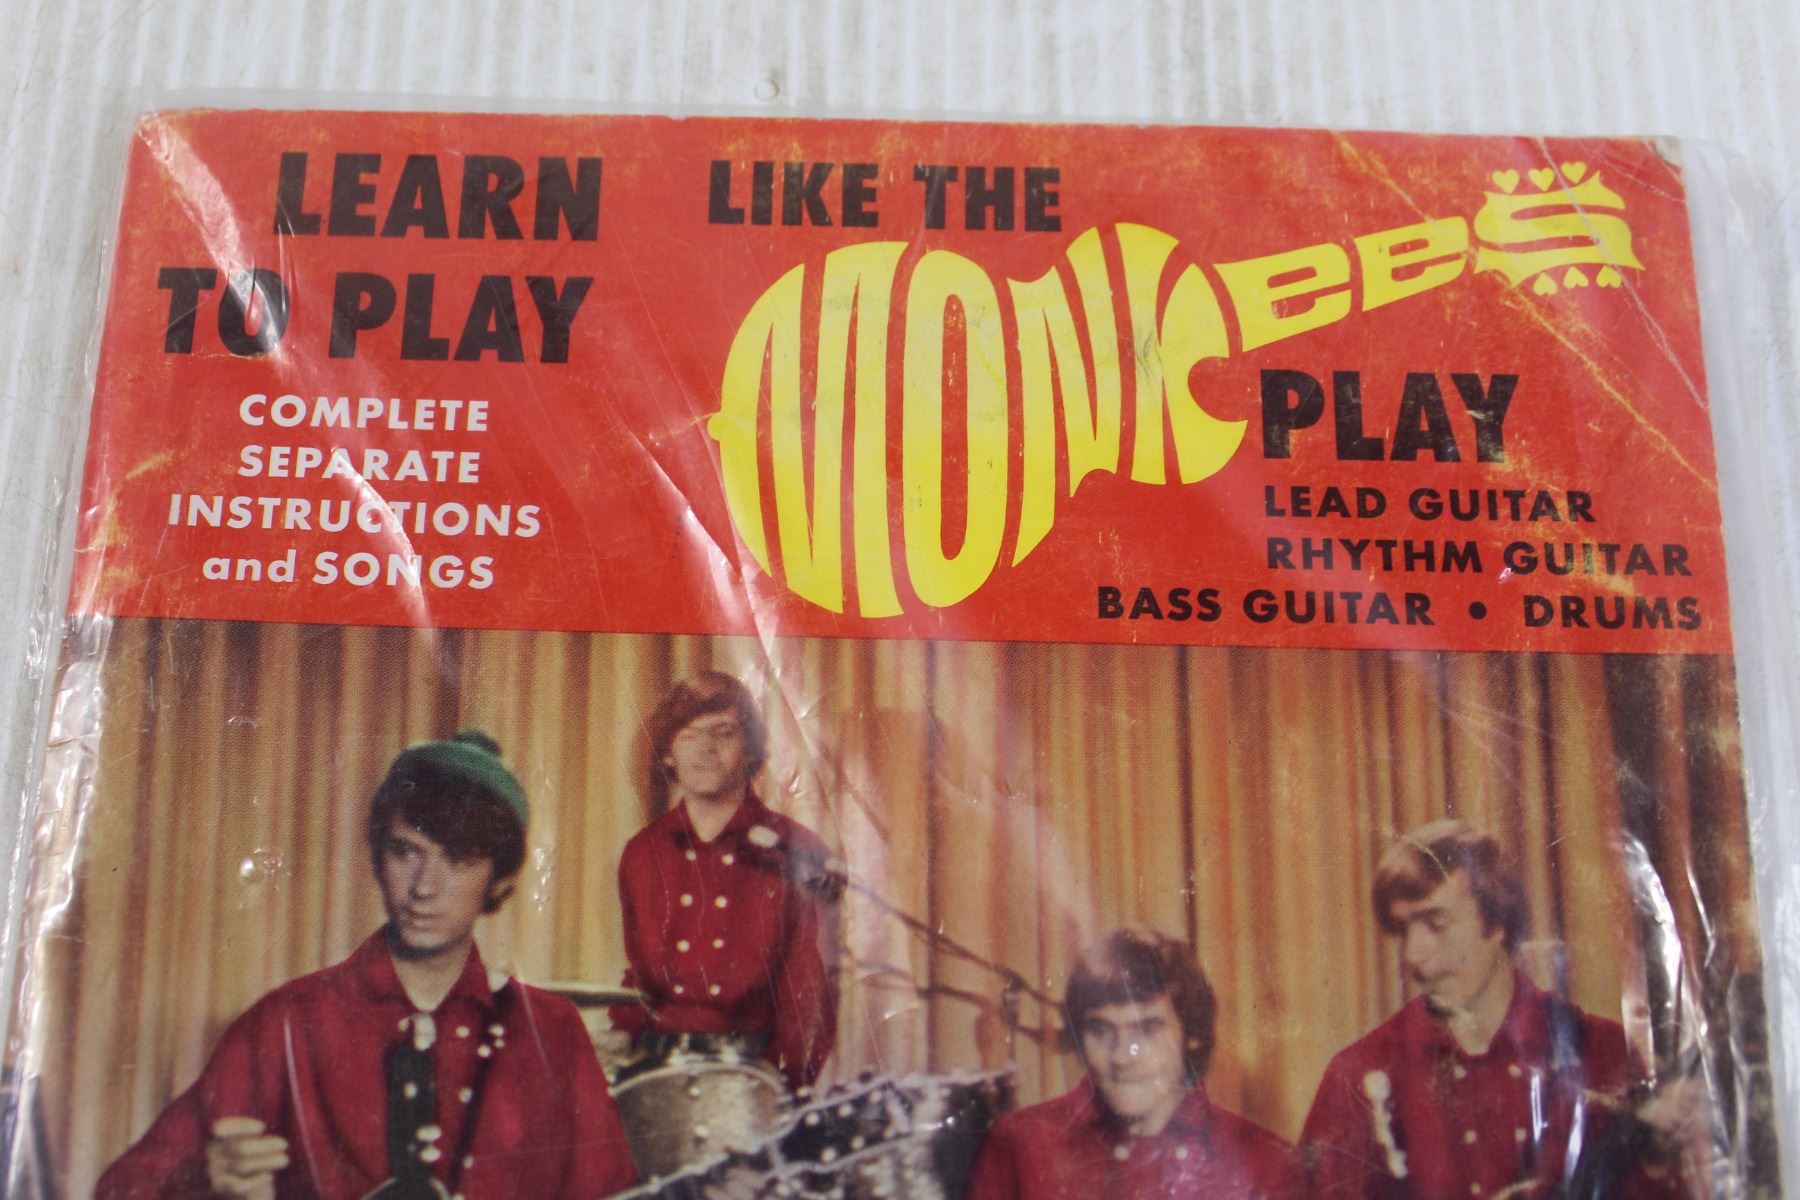 LEARN
TO PLAY
COMPLETE
SEPARATE
INSTRUCTIONS
and SONGS
LIKE THE
MONKEES
PLAY
LEAD GUITAR
RHYTHM GUITAR
BASS GUITAR • DRUMS